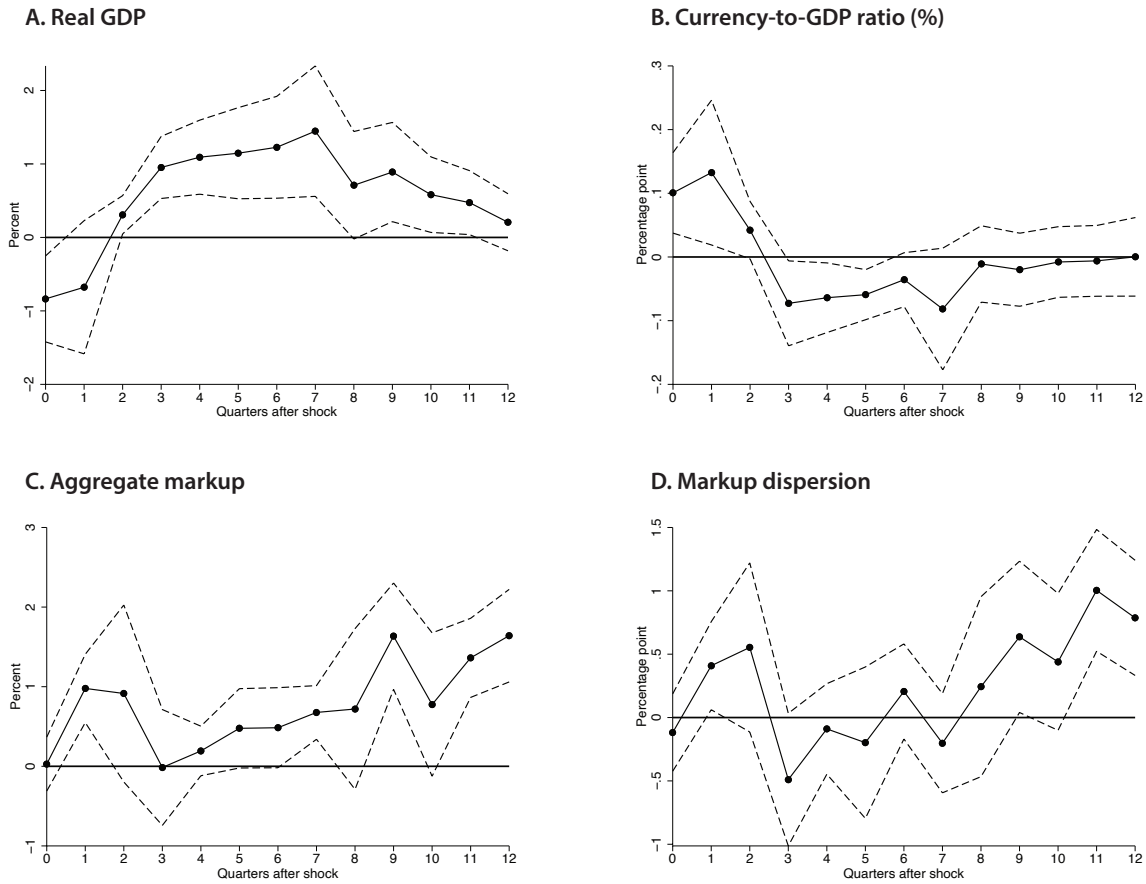 A. Real GDP
2
1
0
−1
−2
Percent
0 1 2 3 4 5 6 7 8 9 10 11 12
Quarters after shock
B. Currency-to-GDP ratio (%)
.3
.2
.1
0
−.1
−.2
Percentage point
0 1 2 3 4 5 6 7 8 9 10 11 12
Quarters after shock
C. Aggregate markup
3
2
1
0
−1
Percent
0 1 2 3 4 5 6 7 8 9 10 11 12
Quarters after shock
D. Markup dispersion
1.5
1
.5
0
−.5
−1
Percentage point
0 1 2 3 4 5 6 7 8 9 10 11 12
Quarters after shock